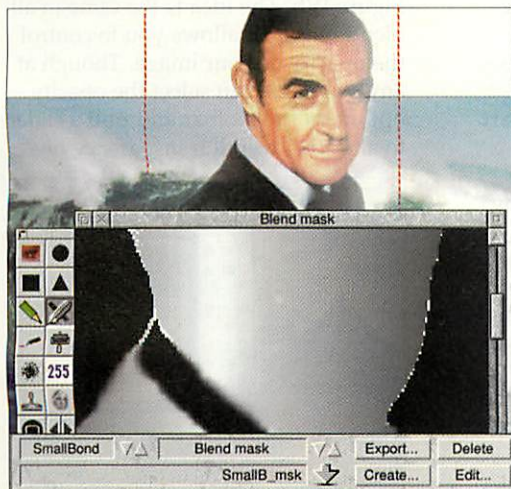 Blend mask
255
SmallBond
Blend mask
Export...
Delete
SmallB_msk
Create...
Edit...